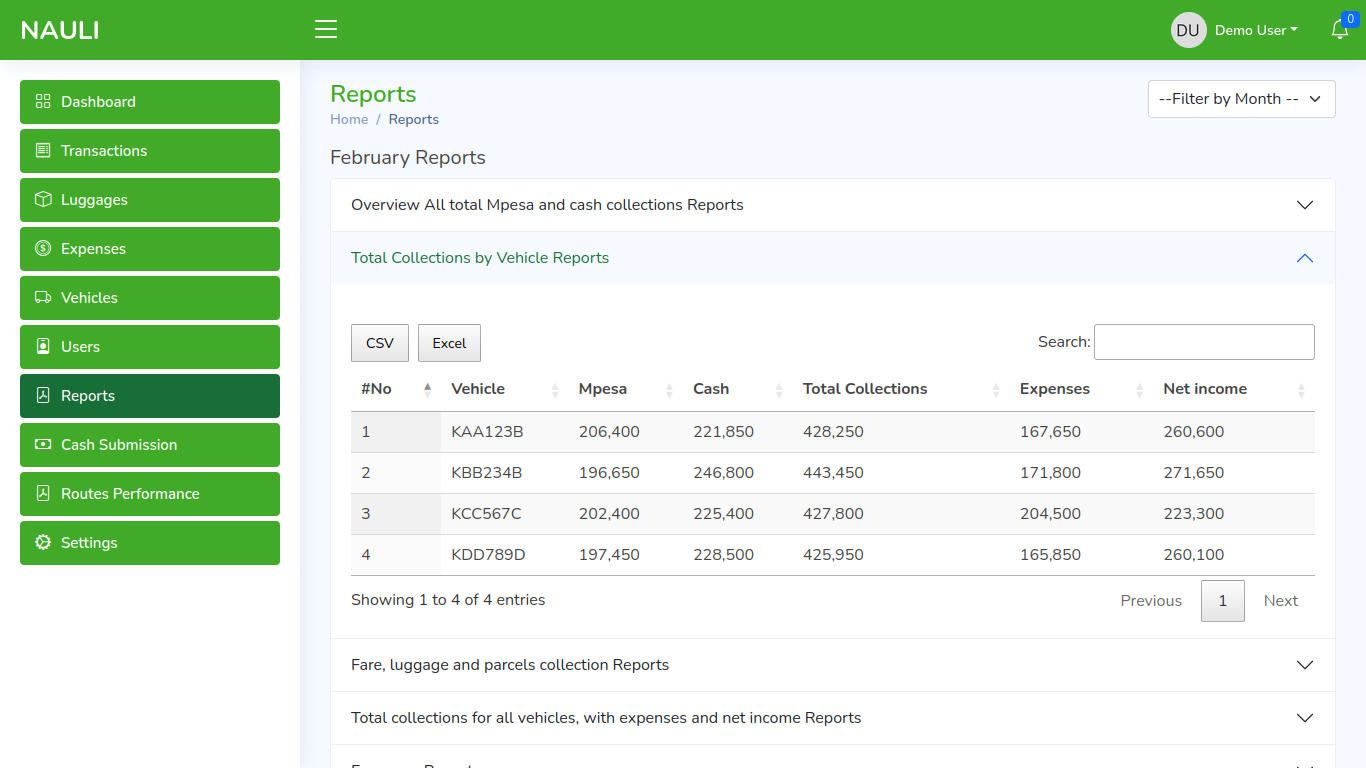 NAULI
DU Demo User 0
Dashboard
Transactions
Luggages
Expenses
Vehicles
Users
Reports
Cash Submission
Routes Performance
Settings
Reports
Home / Reports
--Filter by Month --
February Reports
Overview All total Mpesa and cash collections Reports
Total Collections by Vehicle Reports
CSV Excel Search:
#No Vehicle Mpesa Cash Total Collections Expenses Net income
1 KAA123B 206,400 221,850 428,250 167,650 260,600
2 KBB234B 196,650 246,800 443,450 171,800 271,650
3 KCC567C 202,400 225,400 427,800 204,500 223,300
4 KDD789D 197,450 228,500 425,950 165,850 260,100
Showing 1 to 4 of 4 entries Previous 1 Next
Fare, luggage and parcels collection Reports
Total collections for all vehicles, with expenses and net income Reports